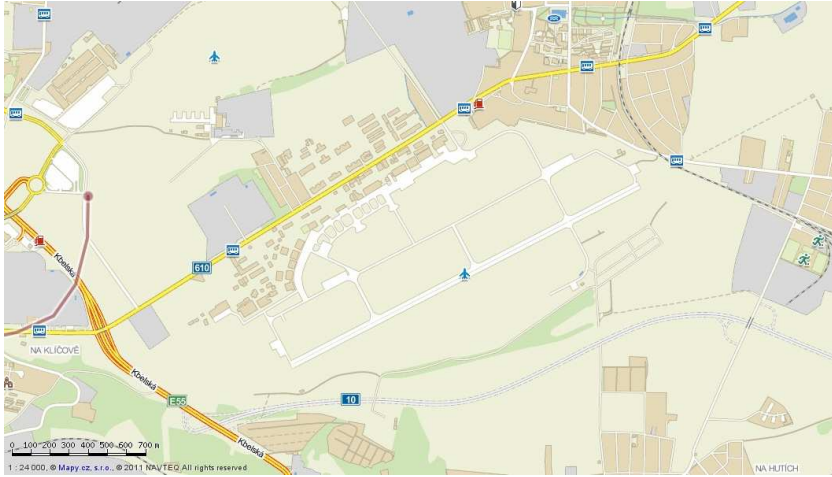 610
Kbelská
NA KLÍČOVĚ
Kbelská
E55
10
Kbelská
0 100 200 300 400 500 600 700 m
1 : 24 000, © Mapy.cz, s.r.o., © 2011 NAVTEQ All rights reserved
NA HUTÍCH